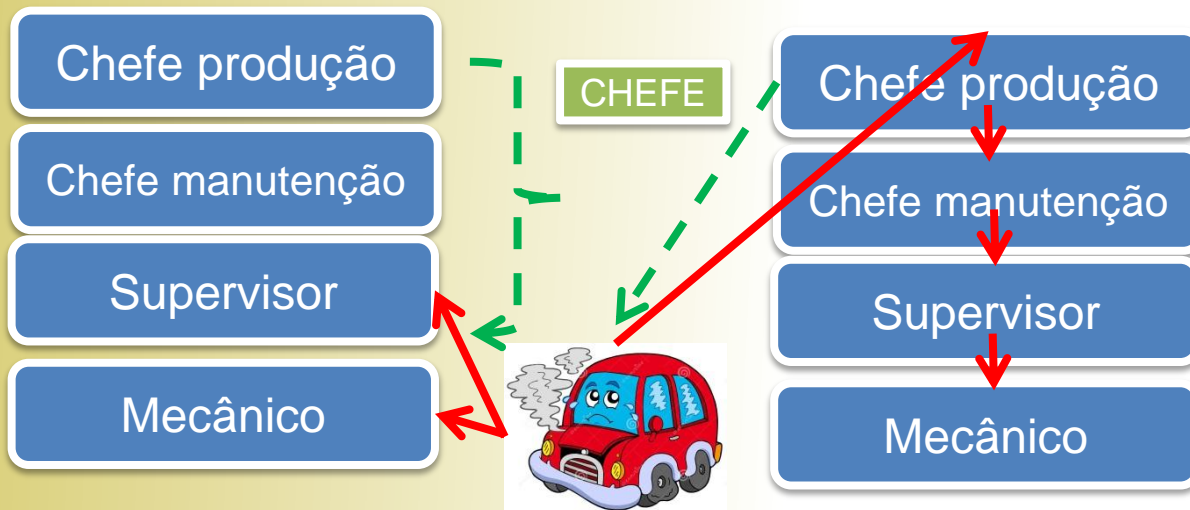 Chefe produção
Chefe manutenção
Supervisor
Mecânico
CHEFE
Chefe produção
Chefe manutenção
Supervisor
Mecânico